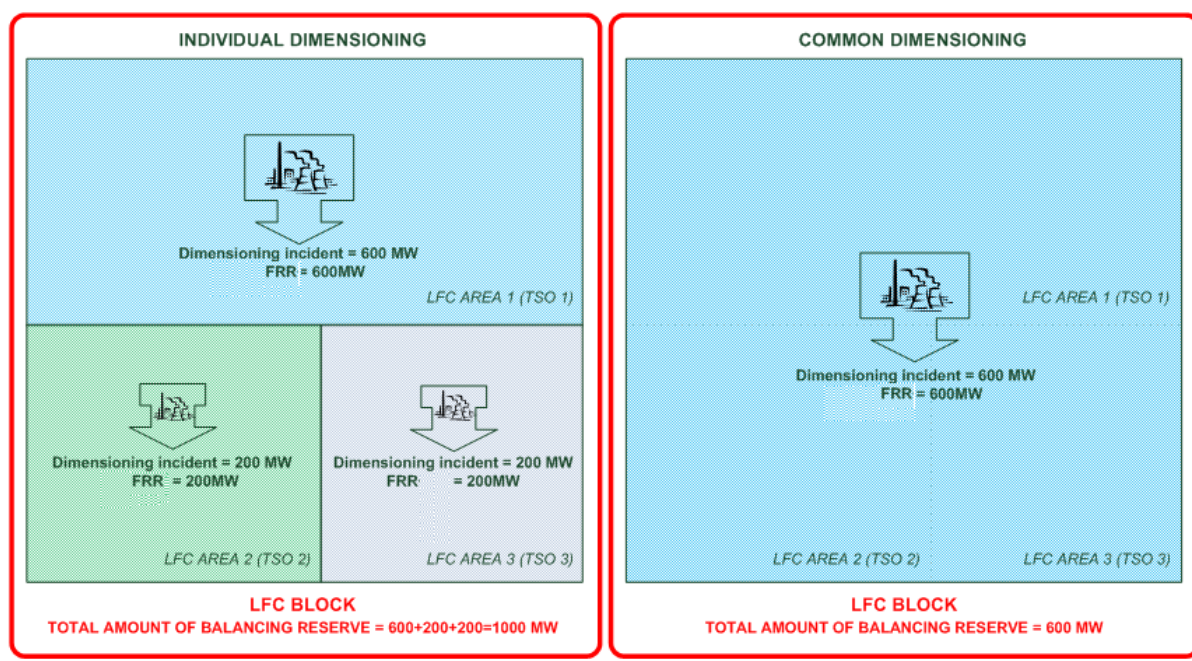 INDIVIDUAL DIMENSIONING
Dimensioning incident = 600 MW
FRR = 600MW
LFC AREA 1 (TSO 1)
Dimensioning incident = 200 MW
FRR = 200MW
LFC AREA 2 (TSO 2)
Dimensioning incident = 200 MW
FRR = 200MW
LFC AREA 3 (TSO 3)
LFC BLOCK
TOTAL AMOUNT OF BALANCING RESERVE = 600+200+200=1000 MW
COMMON DIMENSIONING
LFC AREA 1 (TSO 1)
Dimensioning incident = 600 MW
FRR = 600MW
LFC AREA 2 (TSO 2)
LFC AREA 3 (TSO 3)
LFC BLOCK
TOTAL AMOUNT OF BALANCING RESERVE = 600 MW